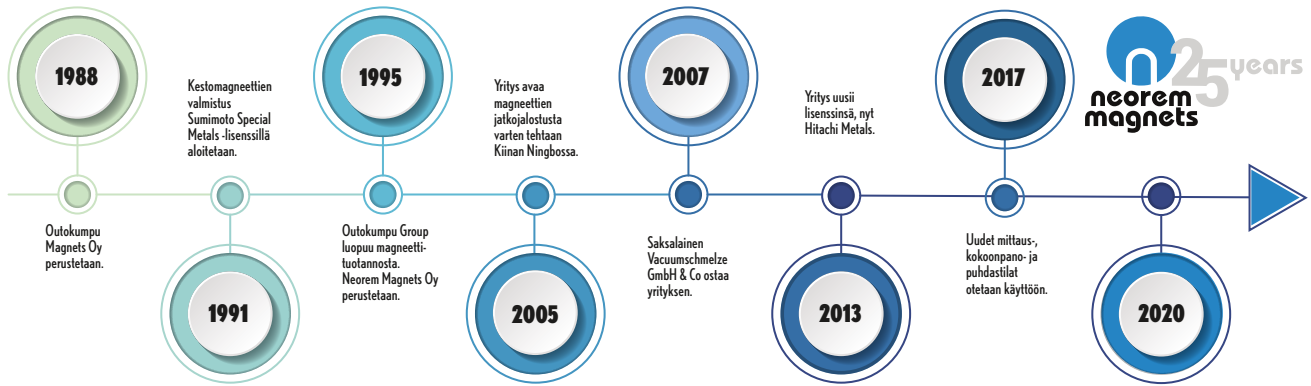 1988
Outokumpu
Magnets Oy
perustetaan.
Kestomagneettien
valmistus
Sumimoto Special
Metals -lisenssillä
aloitetaan.
1991
1995
Outokumpu Group
luopuu magneetti-
tuotannosta.
Neorem Magnets Oy
perustetaan.
Yritys avaa
magneettien
jatkojalostusta
varten tehtaan
Kiinan Ningbossa.
2005
2007
Saksalainen
Vacuumschmelze
GmbH & Co ostaa
yrityksen.
Yritys uusii
lisenssinsä, nyt
Hitachi Metals.
2013
2017
Uudet mittaus-,
kokoonpano- ja
puhdastilat
otetaan käyttöön.
2020
n
25 years
neorem
magnets